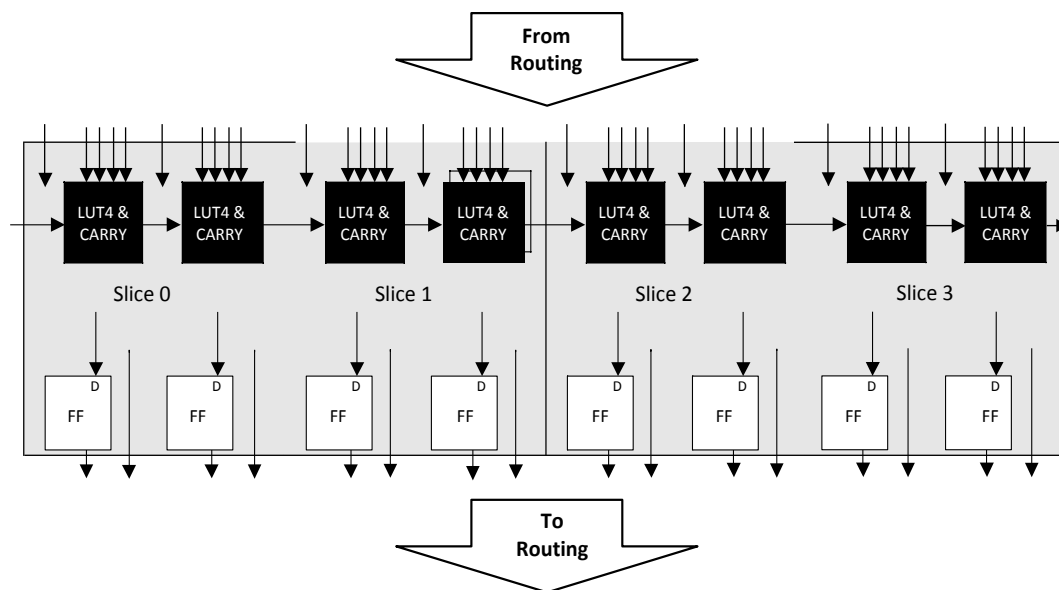 From
Routing
LUT4 &
CARRY
LUT4 &
CARRY
LUT4 &
CARRY
LUT4 &
CARRY
LUT4 &
CARRY
LUT4 &
CARRY
LUT4 &
CARRY
LUT4 &
CARRY
Slice 0
Slice 1
Slice 2
Slice 3
D
FF
D
FF
D
FF
D
FF
D
FF
D
FF
D
FF
D
FF
To
Routing